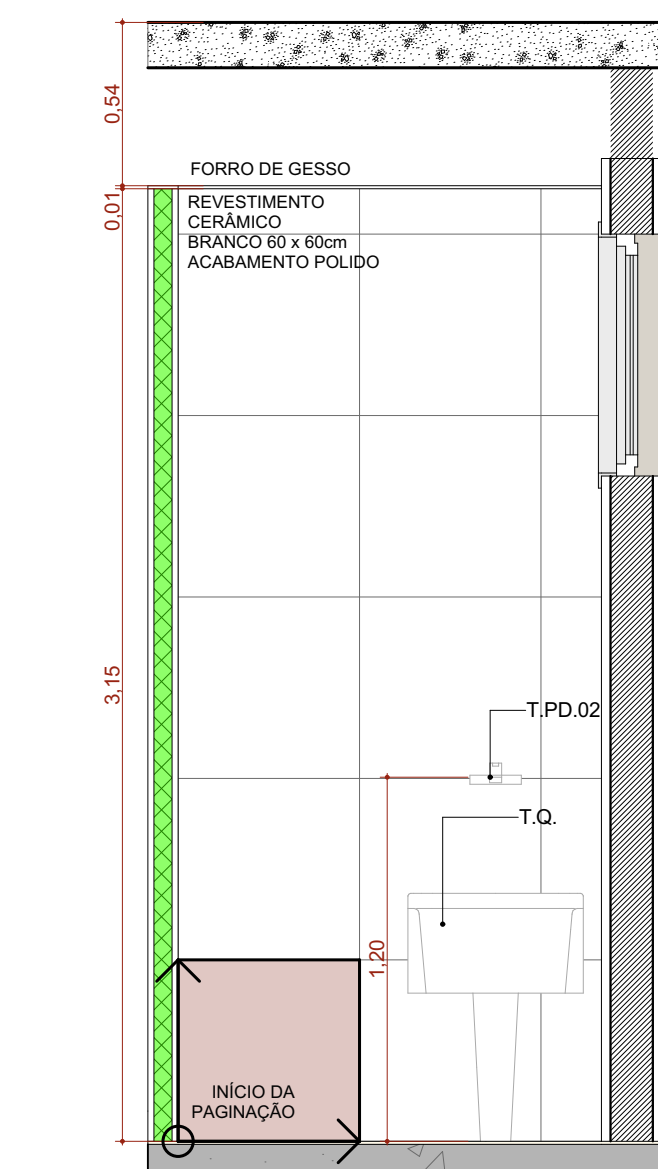 0,54
FORRO DE GESSO
0,01
REVESTIMENTO
CERÂMICO
BRANCO 60 x 60cm
ACABAMENTO POLIDO
3,15
T.PD.02
T.Q.
1,20
INÍCIO DA
PAGINAÇÃO